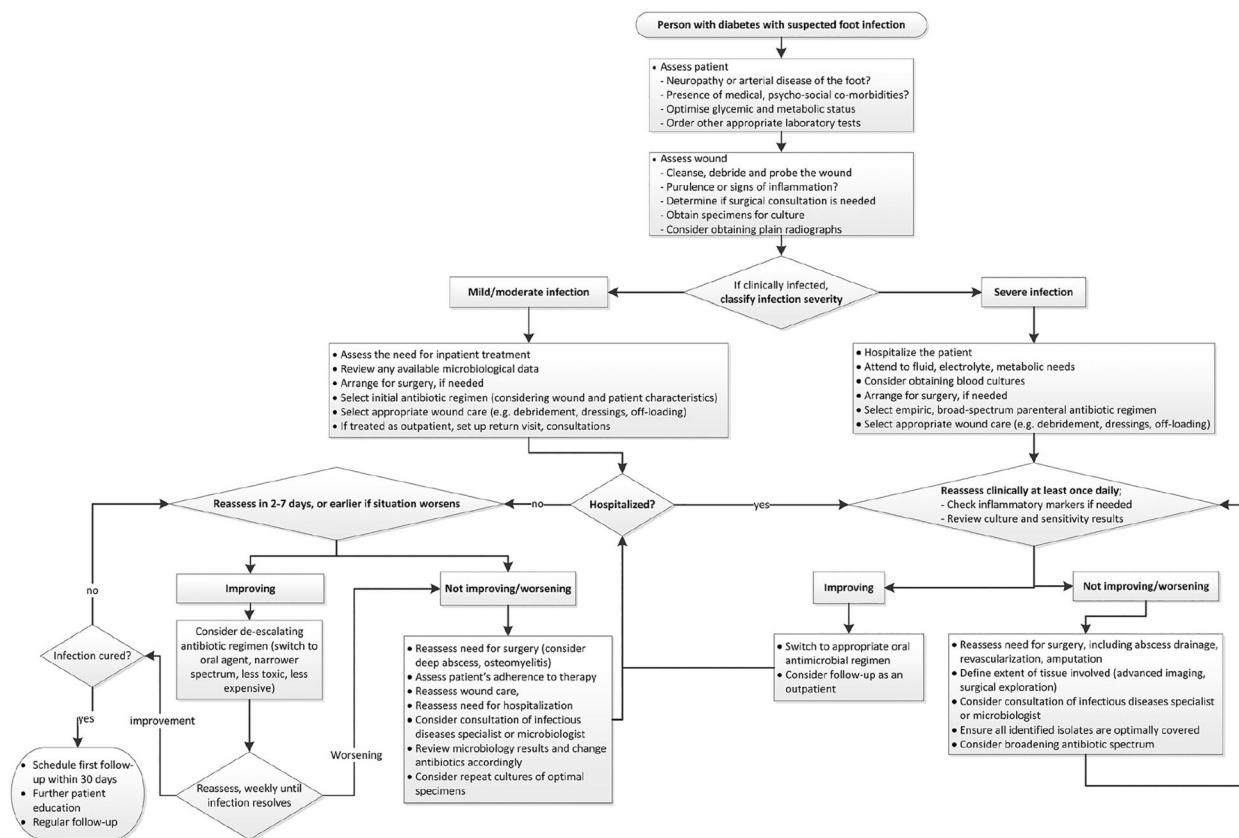 Person with diabetes with suspected foot infection
• Assess patient
- Neuropathy or arterial disease of the foot?
- Presence of medical, psycho-social co-morbidities?
- Optimise glycemic and metabolic status
- Order other appropriate laboratory tests
• Assess wound
- Cleanse, debride and probe the wound
- Purulence or signs of inflammation?
- Determine if surgical consultation is needed
- Obtain specimens for culture
- Consider obtaining plain radiographs
If clinically infected,
classify infection severity
Mild/moderate infection
Severe infection
• Assess the need for inpatient treatment
• Review any available microbiological data
• Arrange for surgery, if needed
• Select initial antibiotic regimen (considering wound and patient characteristics)
• Select appropriate wound care (e.g. debridement, dressings, off-loading)
• If treated as outpatient, set up return visit, consultations
• Hospitalize the patient
• Attend to fluid, electrolyte, metabolic needs
• Consider obtaining blood cultures
• Arrange for surgery, if needed
• Select empiric, broad-spectrum parenteral antibiotic regimen
• Select appropriate wound care (e.g. debridement, dressings, off-loading)
Reassess in 2-7 days, or earlier if situation worsens
no
Hospitalized?
yes
Reassess clinically at least once daily;
- Check inflammatory markers if needed
- Review culture and sensitivity results
Improving
Not improving/worsening
Improving
Not improving/worsening
no
Consider de-escalating
antibiotic regimen (switch to
oral agent, narrower
spectrum, less toxic, less
expensive)
Infection cured?
• Reassess need for surgery (consider
deep abscess, osteomyelitis)
• Assess patient's adherence to therapy
• Reassess wound care,
• Reassess need for hospitalization
• Consider consultation of infectious
diseases specialist or microbiologist
• Review microbiology results and change
antibiotics accordingly
• Consider repeat cultures of optimal
specimens
• Switch to appropriate oral
antimicrobial regimen
• Consider follow-up as an
outpatient
• Reassess need for surgery, including abscess drainage,
revascularization, amputation
• Define extent of tissue involved (advanced imaging,
surgical exploration)
• Consider consultation of infectious diseases specialist
or microbiologist
• Ensure all identified isolates are optimally covered
• Consider broadening antibiotic spectrum
yes
improvement
Worsening
• Schedule first follow-
up within 30 days
• Further patient
education
• Regular follow-up
Reassess, weekly until
infection resolves